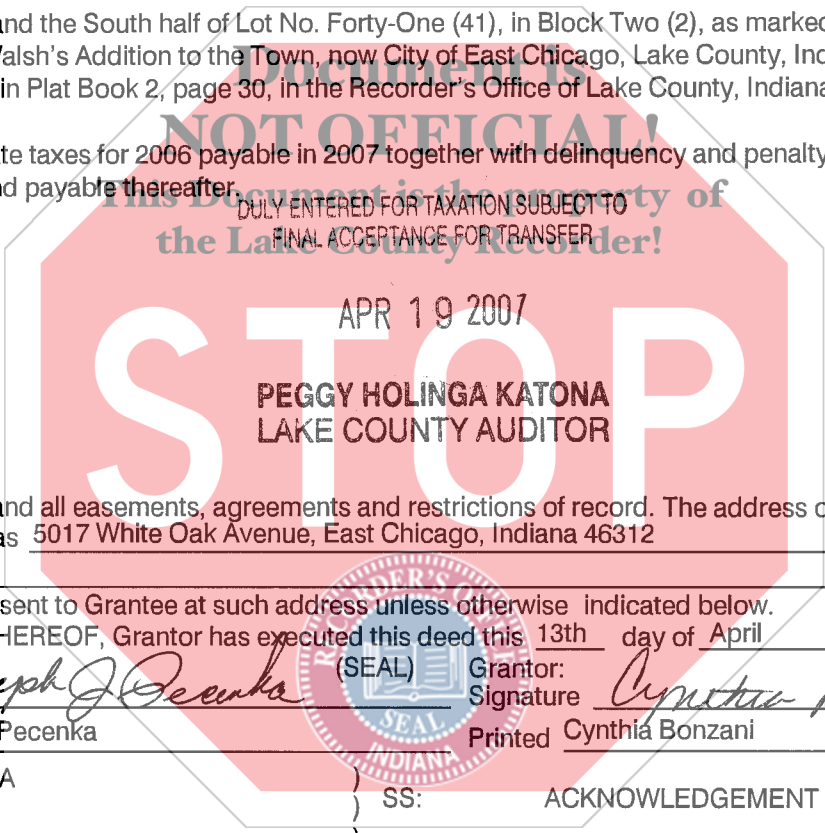 and the South half of Lot No. Forty-One (41), in Block Two (2), as marked
Valsh's Addition to the Town, now City of East Chicago, Lake County, Ind
in Plat Book 2, page 30, in the Recorder's Office of Lake County, Indiana
Document is
NOT OFFICIAL!
te taxes for 2006 payable in 2007 together with delinquency and penalty
nd payable thereafter.
This Document is the property of
the Lake County Recorder!
DULY ENTERED FOR TAXATION SUBJECT TO
FINAL ACCEPTANCE FOR TRANSFER
APR 19 2007
STOP
PEGGY HOLINGA KATONA
LAKE COUNTY AUDITOR
and all easements, agreements and restrictions of record. The address o
as 5017 White Oak Avenue, East Chicago, Indiana 46312
sent to Grantee at such address unless otherwise indicated below.
HEREOF, Grantor has executed this deed this 13th day of April
(SEAL) Grantor:
eph J. Pecenka Signature Cynthia
Pecenka Printed Cynthia Bonzani
RECORDER'S OFFICE
SEAL
INDIANA
A ) SS: ACKNOWLEDGEMENT
)
)